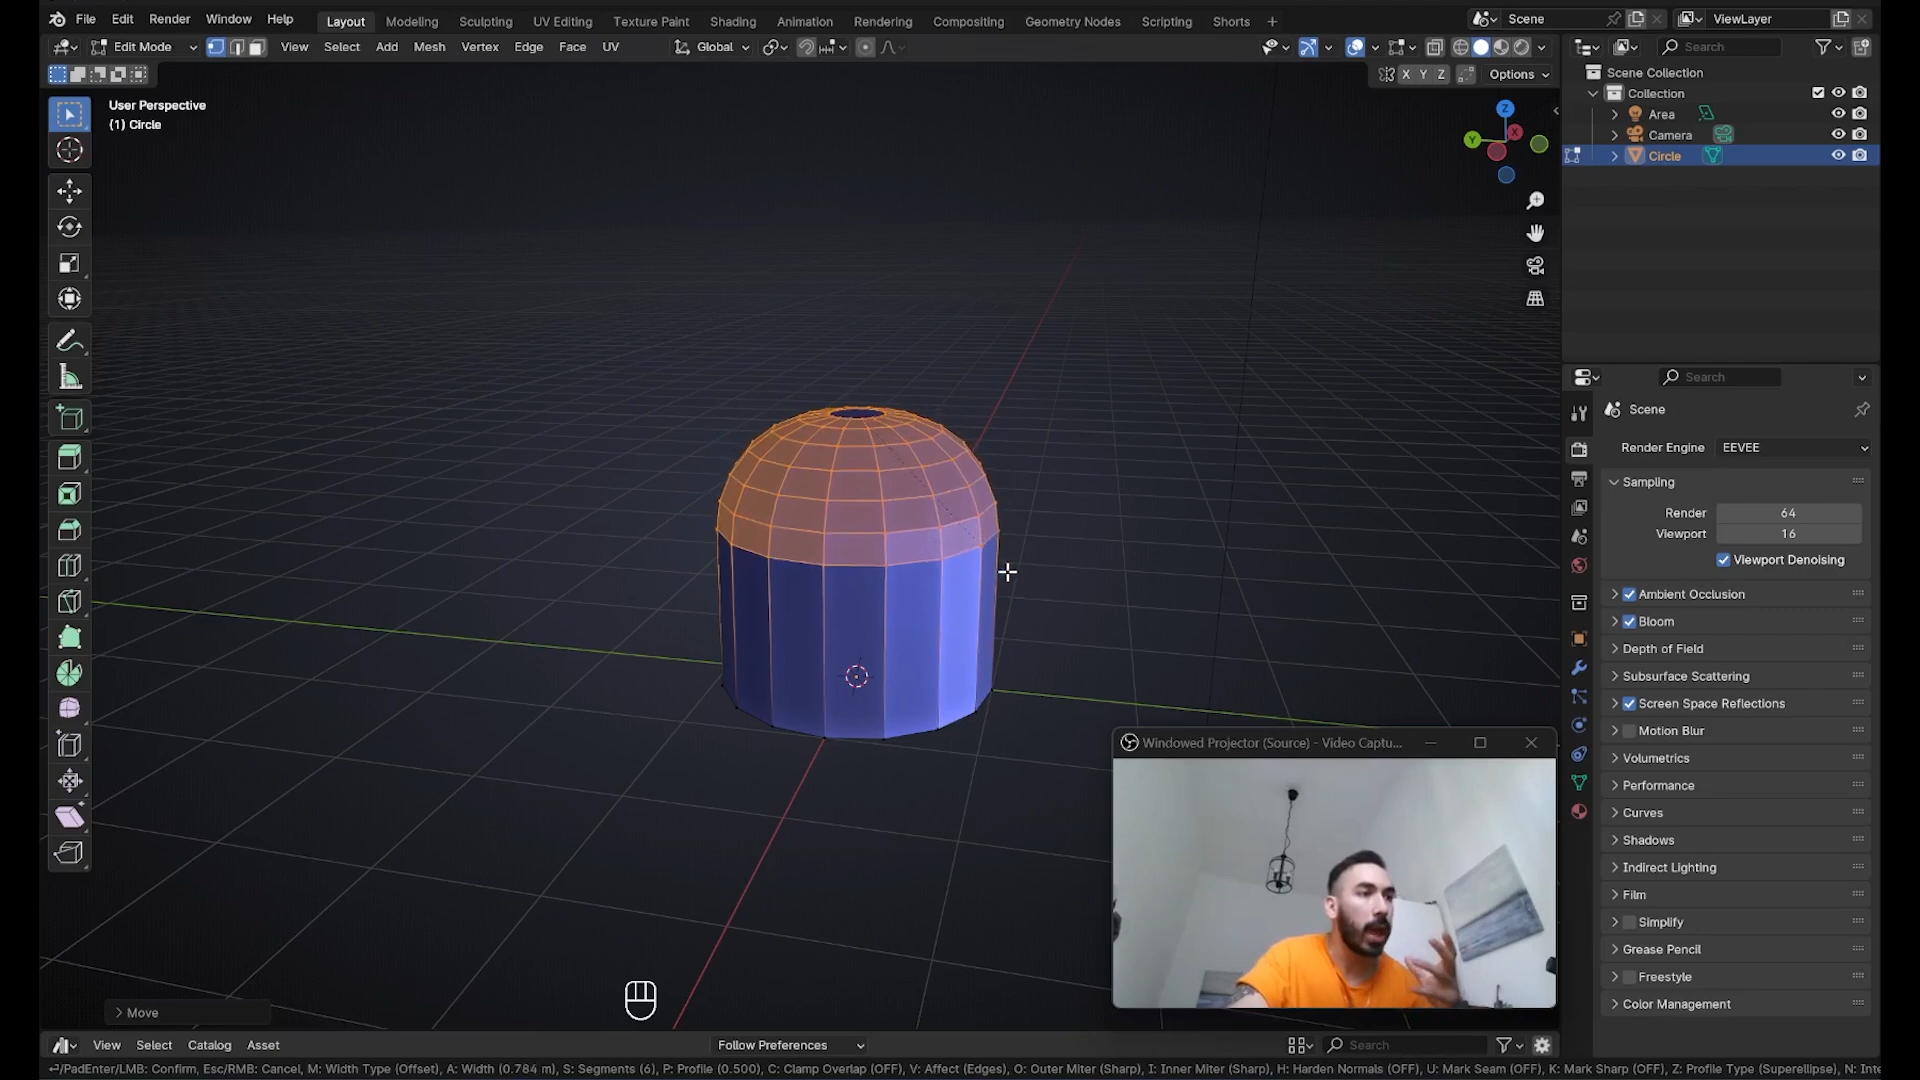 File Edit Render Window Help Layout Modeling Sculpting UV Editing Texture Paint Shading Animation Rendering Compositing Geometry Nodes Scripting Shorts + Scene ViewLayer
Edit Mode View Select Add Mesh Vertex Edge Face UV Global Search
X Y Z Options
Scene Collection
User Perspective
(1) Circle
Collection
Area
Camera
Circle
Z
Y
X
Search
Scene
Render Engine EEVEE
Sampling
Render 64
Viewport 16
Viewport Denoising
Ambient Occlusion
Bloom
Depth of Field
Subsurface Scattering
Screen Space Reflections
Motion Blur
Volumetrics
Performance
Curves
Shadows
Indirect Lighting
Film
Simplify
Grease Pencil
Freestyle
Color Management
Windowed Projector (Source) - Video Captu...
> Move
View Select Catalog Asset Follow Preferences Search
/PadEnter/LMB: Confirm, Esc/RMB: Cancel, M: Width Type (Offset), A: Width (0.784 m), S: Segments (6), P: Profile (0.500), C: Clamp Overlap (OFF), V: Affect (Edges), O: Outer Miter (Sharp), I: Inner Miter (Sharp), H: Harden Normals (OFF), U: Mark Seam (OFF), K: Mark Sharp (OFF), Z: Profile Type (Superellipse), N: Inte